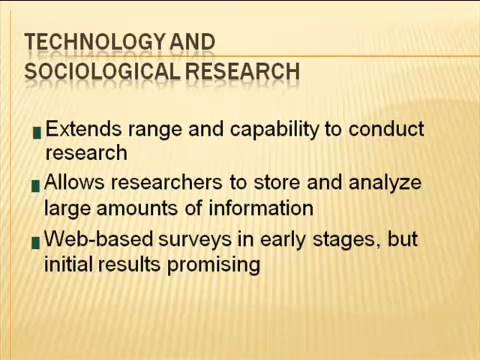 TECHNOLOGY AND
SOCIOLOGICAL RESEARCH
Extends range and capability to conduct
research
Allows researchers to store and analyze
large amounts of information
Web-based surveys in early stages, but
initial results promising